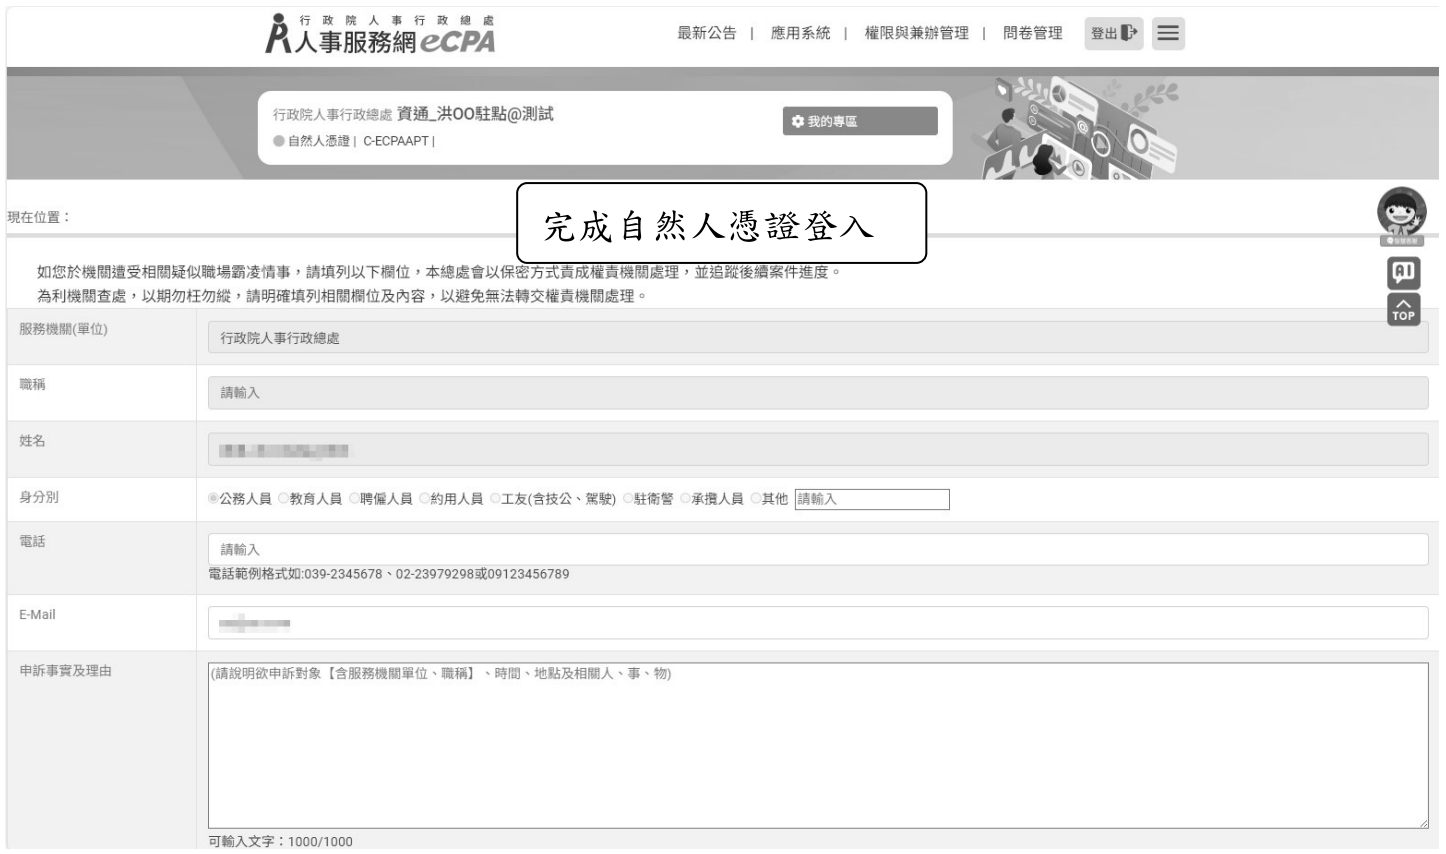 行政院人事行政總處
人事服務網 eCPA
最新公告 | 應用系統 | 權限與兼辦管理 | 問卷管理 登出
行政院人事行政總處 資通_洪OO駐點@測試
我的專區
自然人憑證 | C-ECPAAPT |
現在位置：
完成自然人憑證登入
AI
TOP
如您於機關遭受相關疑似職場霸凌情事，請填列以下欄位，本總處會以保密方式責成權責機關處理，並追蹤後續案件進度。
為利機關查處，以期勿枉勿縱，請明確填列相關欄位及內容，以避免無法轉交權責機關處理。
服務機關(單位)
行政院人事行政總處
職稱
請輸入
姓名
身分別
公務人員 教育人員 聘僱人員 約用人員 工友(含技公、駕駛) 駐衛警 承攬人員 其他 請輸入
電話
請輸入
電話範例格式如:039-2345678、02-23979298或09123456789
E-Mail
申訴事實及理由
(請說明欲申訴對象【含服務機關單位、職稱】、時間、地點及相關人、事、物)
可輸入文字：1000/1000